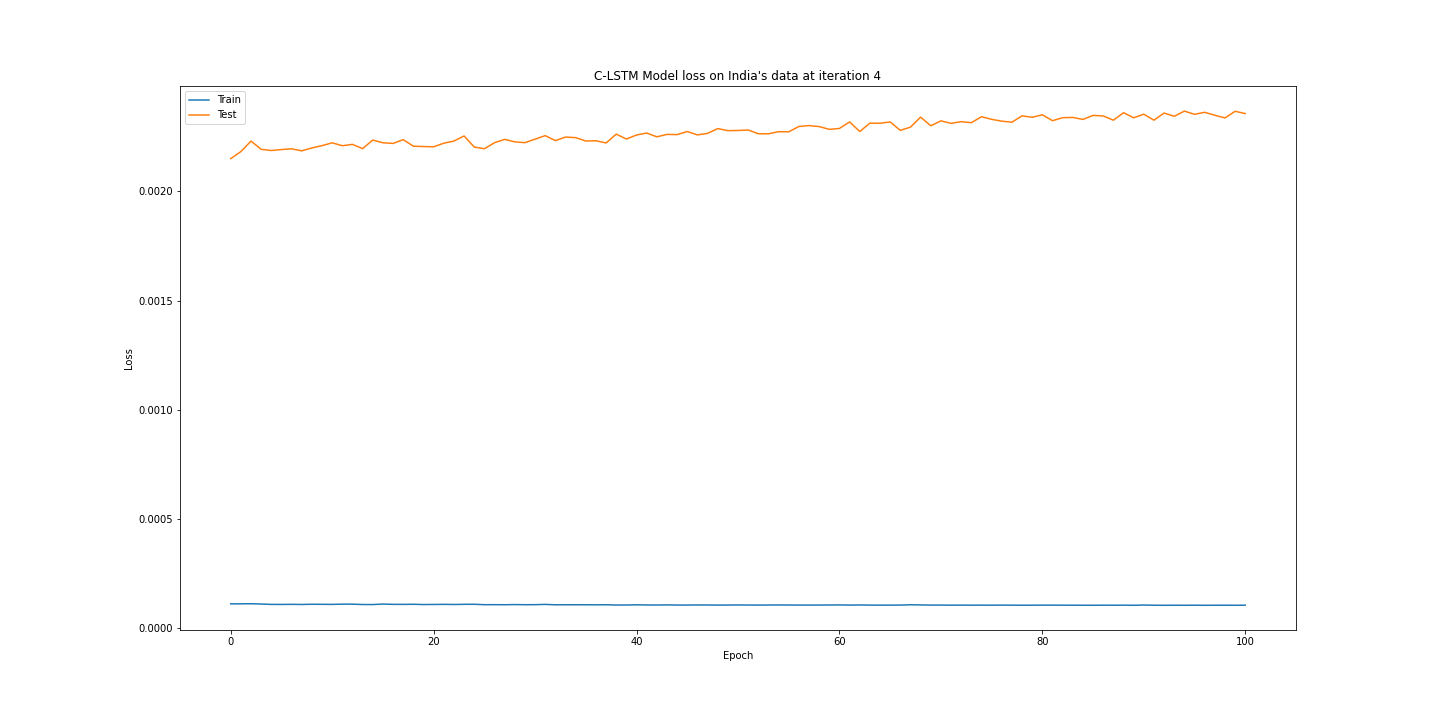 C-LSTM Model loss on India's data at iteration 4
Train
Test
0.0020
0.0015
Loss
0.0010
0.0005
0.0000
0 20 40 60 80 100
Epoch